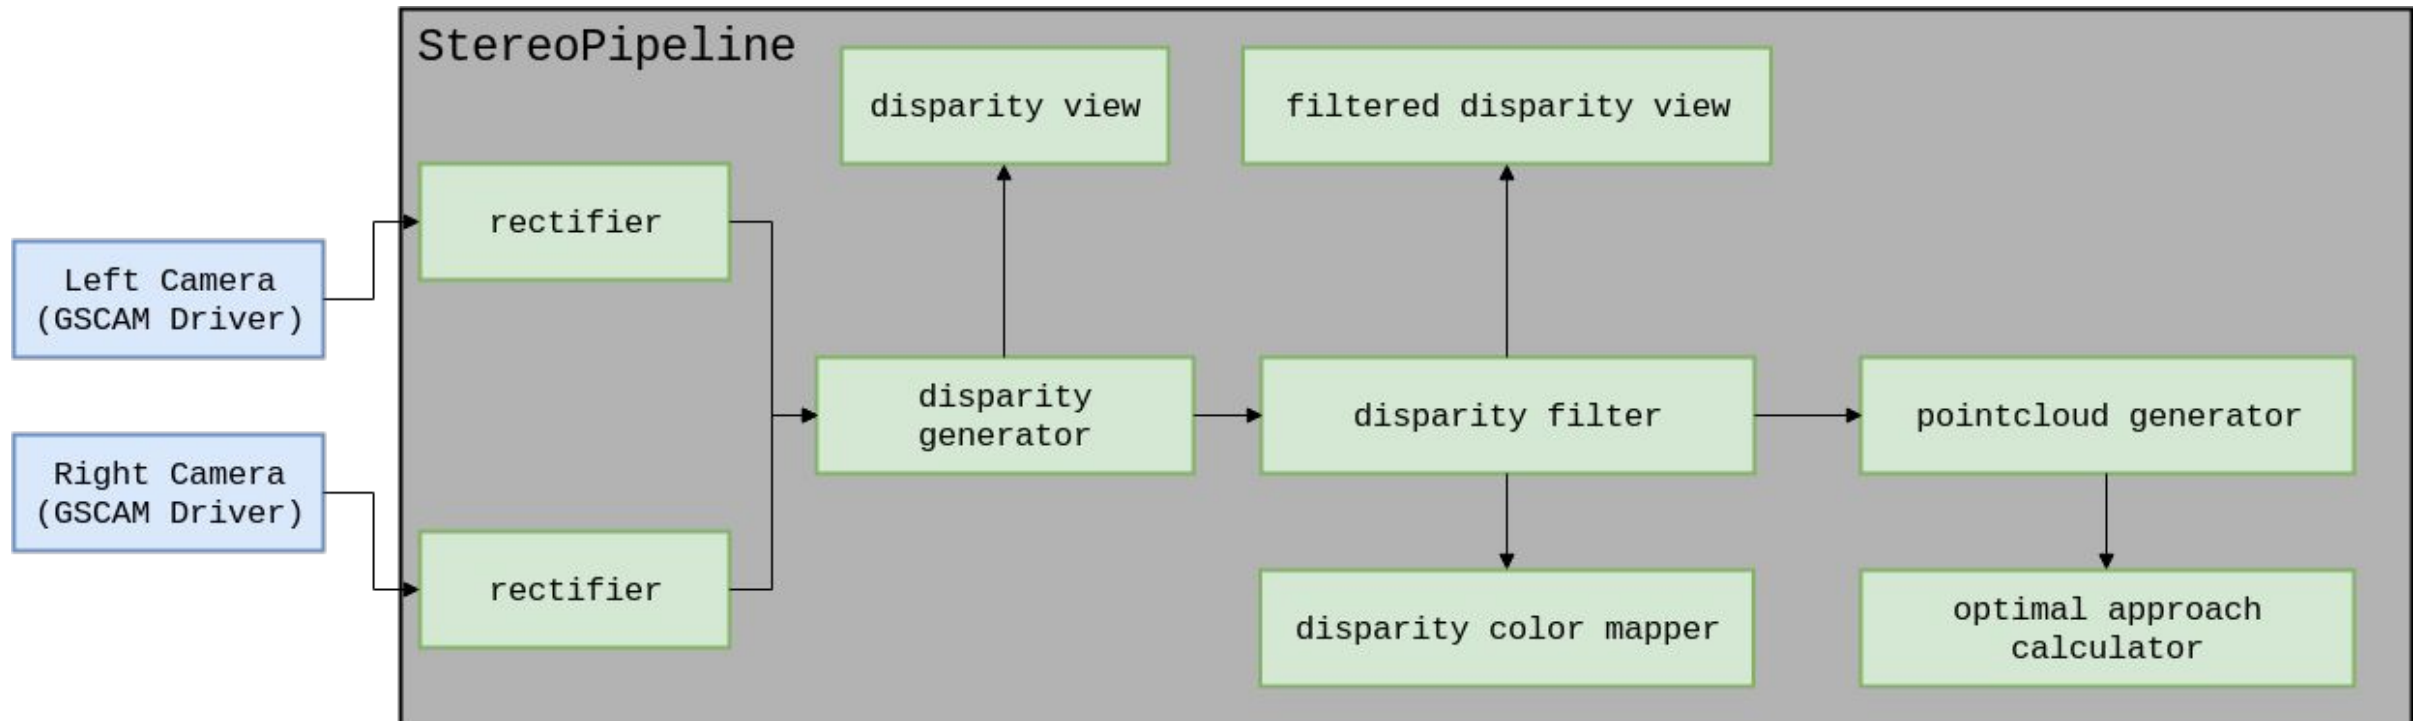 StereoPipeline
disparity view
filtered disparity view
rectifier
Left Camera
(GSCAM Driver)
disparity
generator
disparity filter
pointcloud generator
Right Camera
(GSCAM Driver)
rectifier
disparity color mapper
optimal approach
calculator